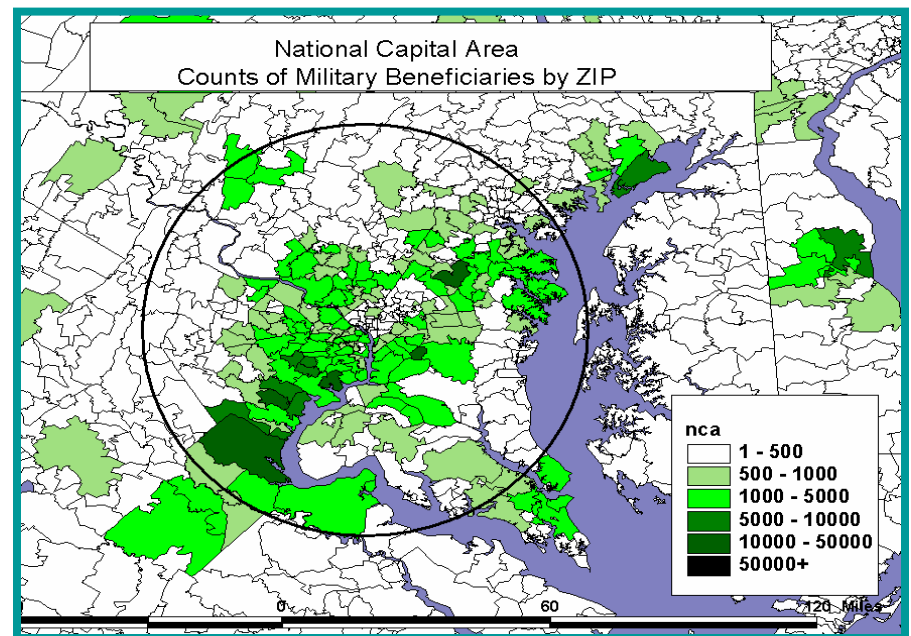 National Capital Area
Counts of Military Beneficiaries by ZIP
nca
1 - 500
500 - 1000
1000 - 5000
5000 - 10000
10000 - 50000
50000+
0 60 120 Miles